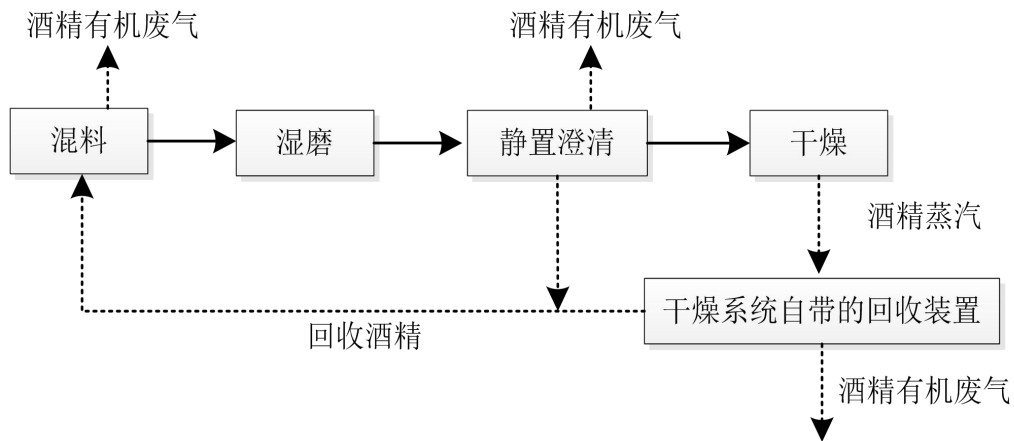 酒精有机废气
酒精有机废气
混料
湿磨
静置澄清
干燥
酒精蒸汽
干燥系统自带的回收装置
回收酒精
酒精有机废气